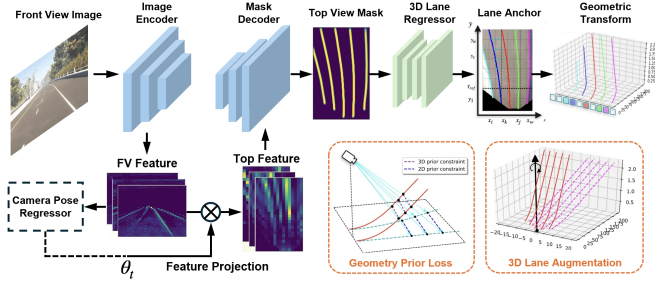 Front View Image
Image
Encoder
Mask
Decoder
Top View Mask
3D Lane
Regressor
Lane Anchor
Geometric
Transform
FV Feature
Top Feature
Camera Pose
Regressor
θt
Feature Projection
3D prior constraint
2D prior constraint
Geometry Prior Loss
3D Lane Augmentation